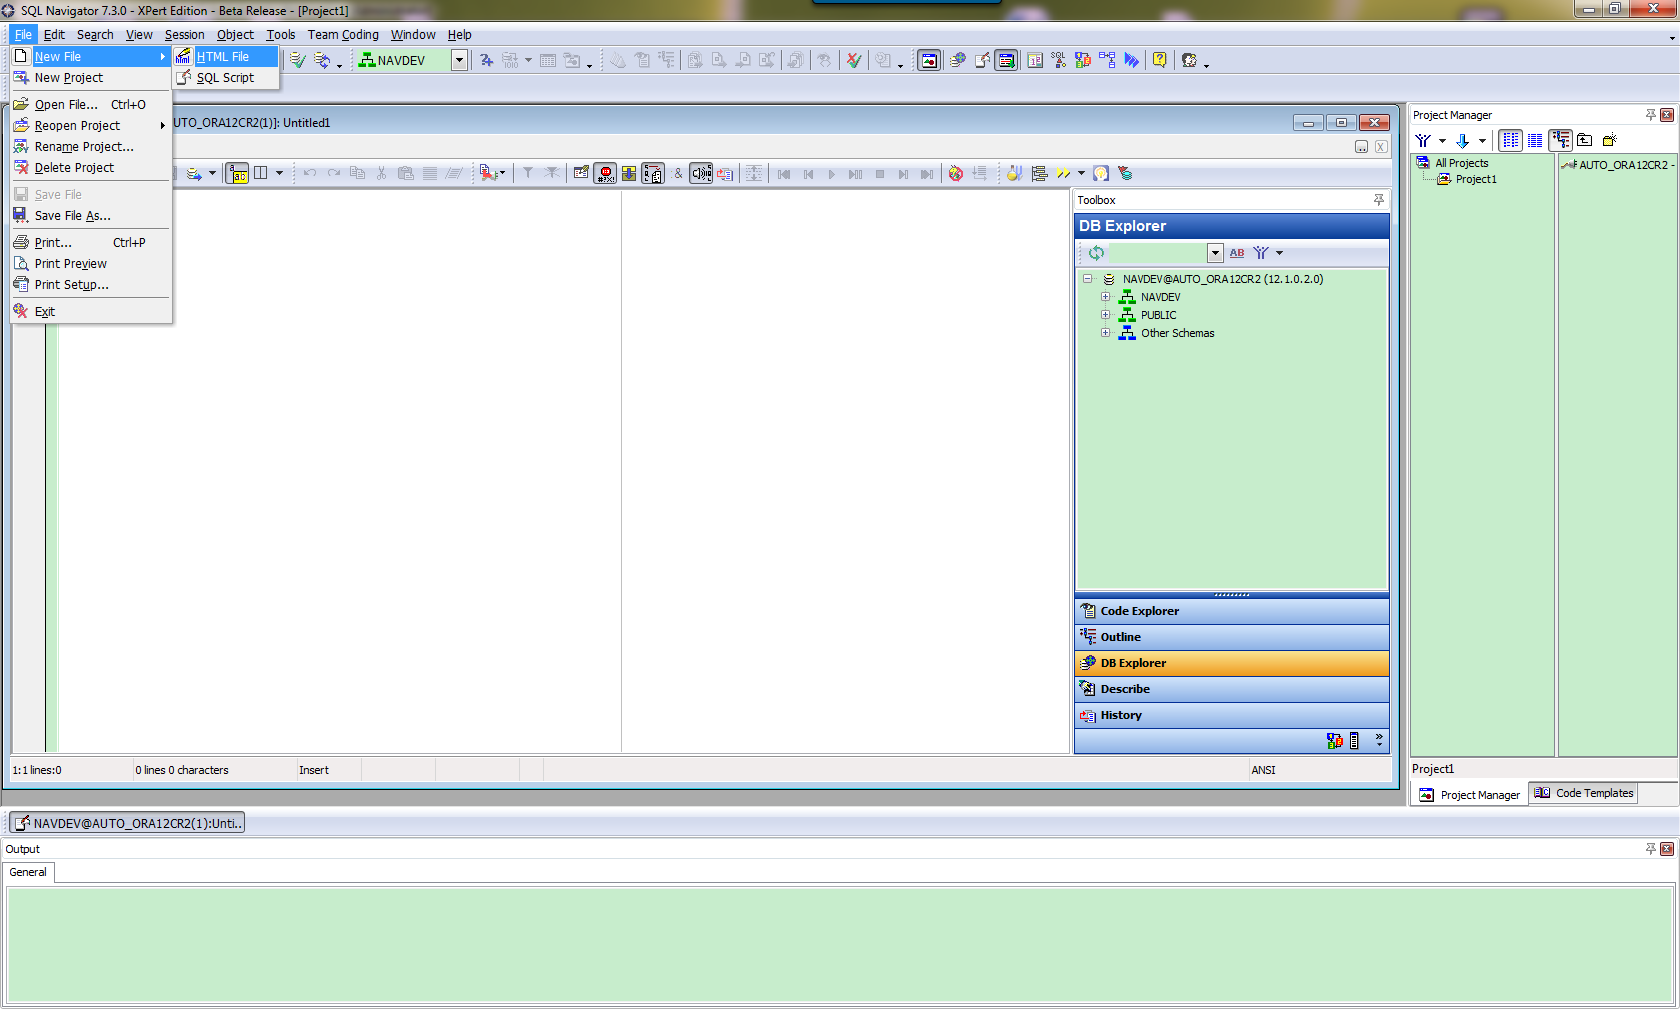 SQL Navigator 7.3.0 - XPert Edition - Beta Release - [Project1]
File Edit Search View Session Object Tools Team Coding Window Help
New File
HTML File
New Project
SQL Script
NAVDEV
Open File... Ctrl+O
Reopen Project
Rename Project...
Delete Project
Save File
Save File As...
Print... Ctrl+P
Print Preview
Print Setup...
Exit
UTO_ORA12CR2(1)]: Untitled1
Toolbox
DB Explorer
AB
NAVDEV@AUTO_ORA12CR2 (12.1.0.2.0)
NAVDEV
PUBLIC
Other Schemas
Code Explorer
Outline
DB Explorer
Describe
History
1:1 lines:0 0 lines 0 characters Insert ANSI
Project Manager
All Projects
Project1
AUTO_ORA12CR2 -
Project1
Project Manager Code Templates
NAVDEV@AUTO_ORA12CR2(1):Unti..
Output
General